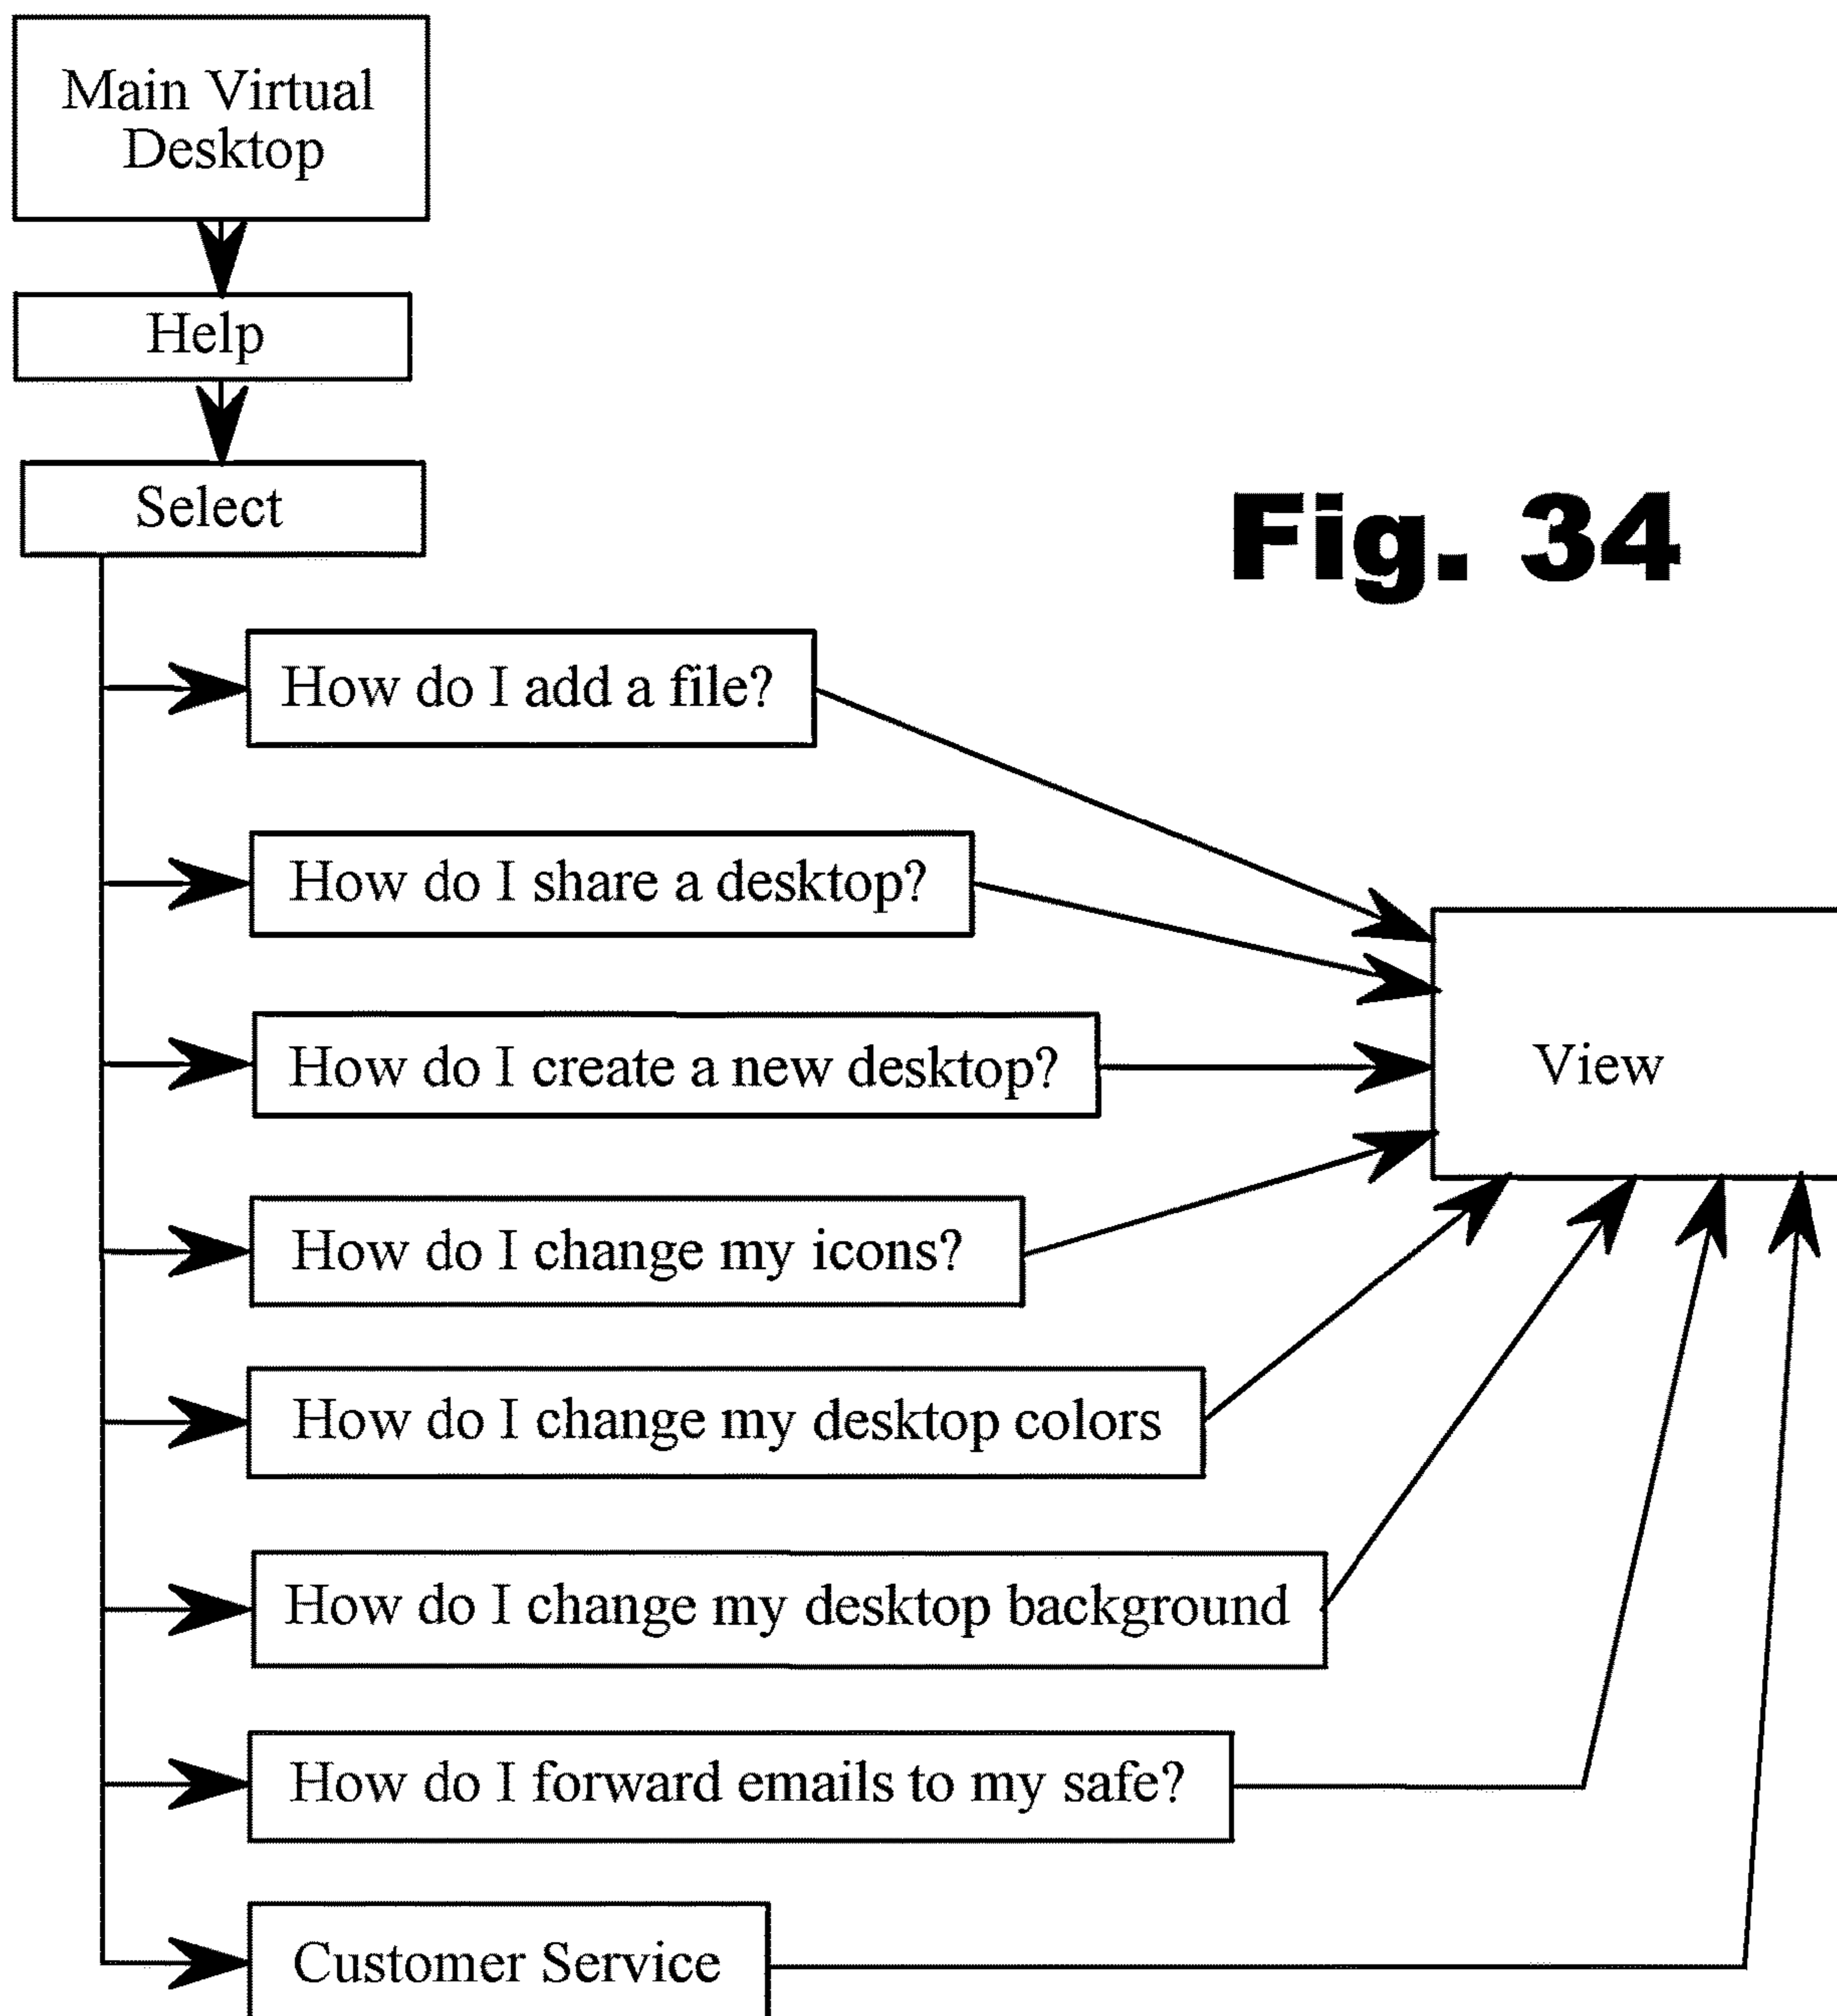 Main Virtual
Desktop
Help
Select
Fig. 34
How do I add a file?
How do I share a desktop?
How do I create a new desktop?
View
How do I change my icons?
How do I change my desktop colors
How do I change my desktop background
How do I forward emails to my safe?
Customer Service